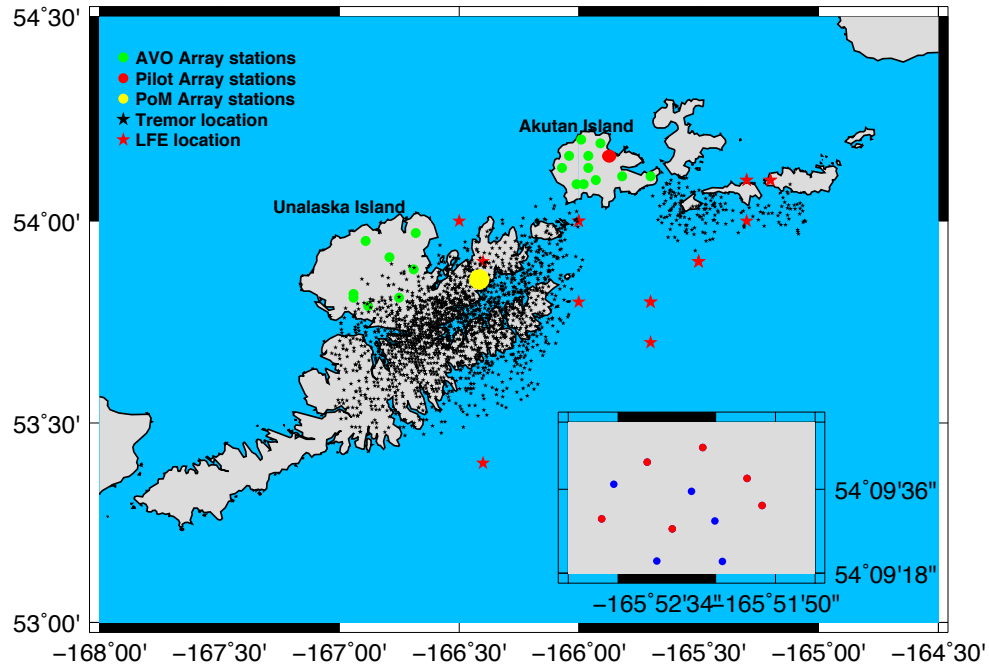 54˚30'
AVO Array stations
Pilot Array stations
PoM Array stations
Tremor location
LFE location
Akutan Island
Unalaska Island
54˚00'
53˚30'
54˚09'36"
54˚09'18"
−165˚52'34"
−165˚51'50"
53˚00'
−168˚00'
−167˚30'
−167˚00'
−166˚30'
−166˚00'
−165˚30'
−165˚00'
−164˚30'